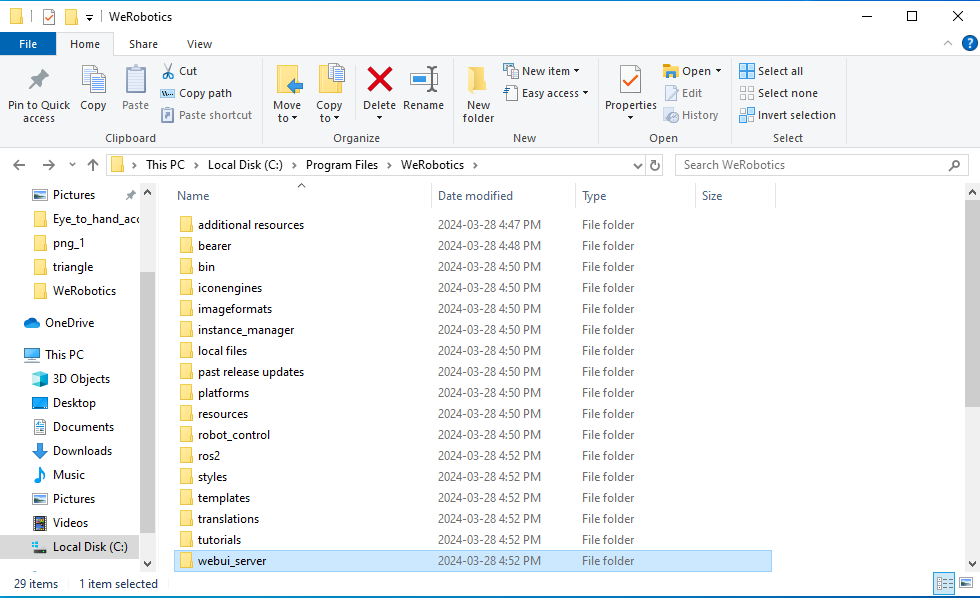 WeRobotics
File Home Share View
Pin to Quick access
Copy
Paste
Cut
Copy path
Paste shortcut
Clipboard
Move to
Copy to
Delete
Rename
Organize
New folder
New item
Easy access
New
Properties
Open
Edit
History
Open
Select all
Select none
Invert selection
Select
This PC > Local Disk (C:) > Program Files > WeRobotics >
Search WeRobotics
Pictures
Eye_to_hand_acc
png_1
triangle
WeRobotics
OneDrive
This PC
3D Objects
Desktop
Documents
Downloads
Music
Pictures
Videos
Local Disk (C:)
Name Date modified Type Size
additional resources 2024-03-28 4:47 PM File folder
bearer 2024-03-28 4:48 PM File folder
bin 2024-03-28 4:50 PM File folder
iconengines 2024-03-28 4:50 PM File folder
imageformats 2024-03-28 4:50 PM File folder
instance_manager 2024-03-28 4:50 PM File folder
local files 2024-03-28 4:50 PM File folder
past release updates 2024-03-28 4:50 PM File folder
platforms 2024-03-28 4:50 PM File folder
resources 2024-03-28 4:50 PM File folder
robot_control 2024-03-28 4:50 PM File folder
ros2 2024-03-28 4:52 PM File folder
styles 2024-03-28 4:52 PM File folder
templates 2024-03-28 4:52 PM File folder
translations 2024-03-28 4:52 PM File folder
tutorials 2024-03-28 4:52 PM File folder
webui_server 2024-03-28 4:52 PM File folder
29 items 1 item selected